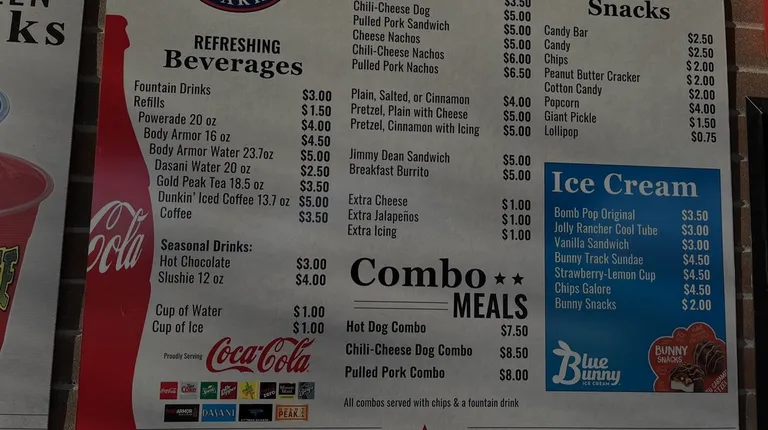 ks
REFRESHING
Beverages
Fountain Drinks $3.00
Refills $1.50
Powerade 20 oz $4.00
Body Armor 16 oz $4.50
Body Armor Water 23.7oz $5.00
Dasani Water 20 oz $2.50
Gold Peak Tea 18.5 oz $3.50
Dunkin' Iced Coffee 13.7 oz $5.00
Coffee $3.50
Seasonal Drinks:
Hot Chocolate $3.00
Slushie 12 oz $4.00
Cup of Water $1.00
Cup of Ice $1.00
Proudly Serving Coca-Cola
DASANI
Cola
Chili-Cheese Dog $3.50
Pulled Pork Sandwich $5.00
Cheese Nachos $5.00
Chili-Cheese Nachos $6.00
Pulled Pork Nachos $6.50
Plain, Salted, or Cinnamon $4.00
Pretzel, Plain with Cheese $5.00
Pretzel, Cinnamon with Icing $5.00
Jimmy Dean Sandwich $5.00
Breakfast Burrito $5.00
Extra Cheese $1.00
Extra Jalapeños $1.00
Extra Icing $1.00
Combo
MEALS
Hot Dog Combo $7.50
Chili-Cheese Dog Combo $8.50
Pulled Pork Combo $8.00
All combos served with chips & a fountain drink
Snacks
Candy Bar $2.50
Candy $2.50
Chips $2.00
Peanut Butter Cracker $2.00
Cotton Candy $2.00
Popcorn $4.00
Giant Pickle $1.50
Lollipop $0.75
Ice Cream
Bomb Pop Original $3.50
Jolly Rancher Cool Tube $3.00
Vanilla Sandwich $3.00
Bunny Track Sundae $4.50
Strawberry-Lemon Cup $4.50
Chips Galore $4.50
Bunny Snacks $2.00
Blue
Bunny
ICE CREAM
BUNNY
SNACKS